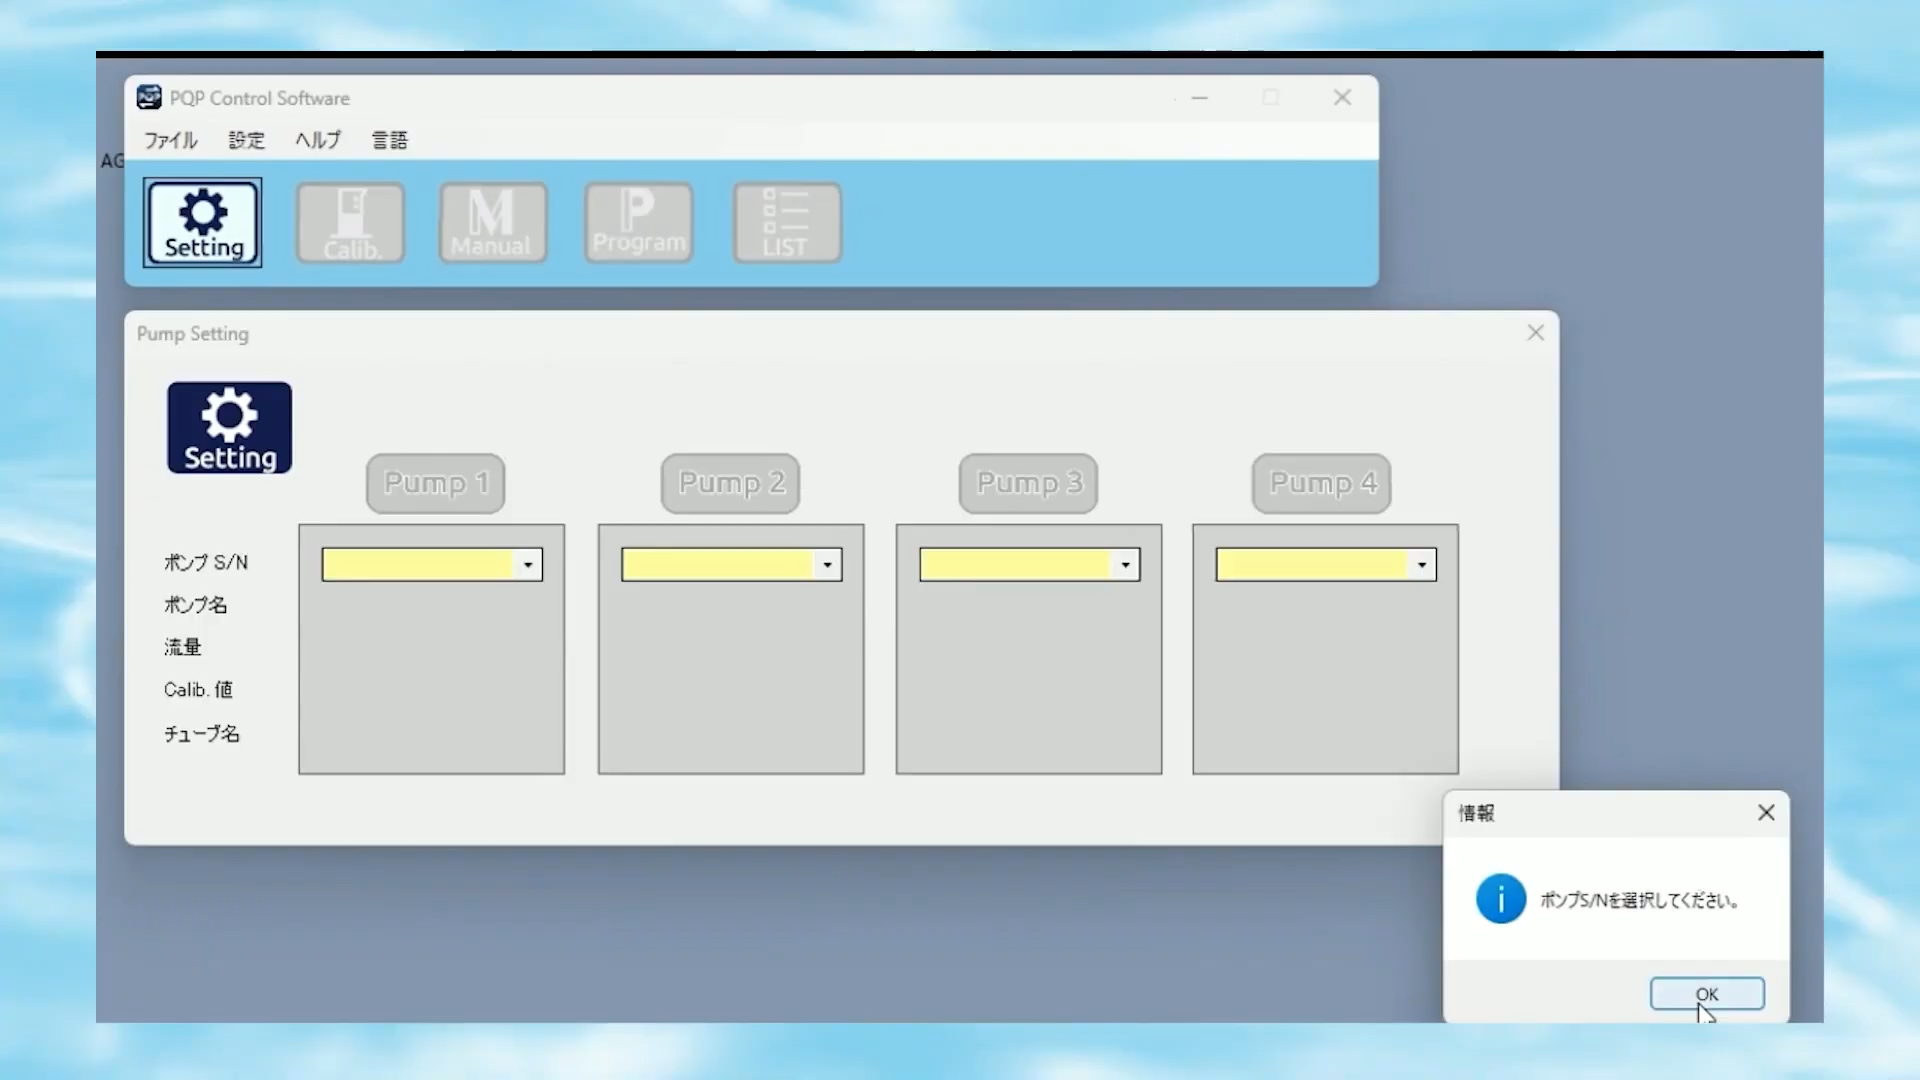 PQP Control Software
ファイル 設定 ヘルプ 言語
AG
Setting Calib. Manual Program LIST
Pump Setting
Setting
Pump 1 Pump 2 Pump 3 Pump 4
ポンプ S/N
ポンプ名
流量
Calib. 値
チューブ名
情報
ポンプS/Nを選択してください。
OK